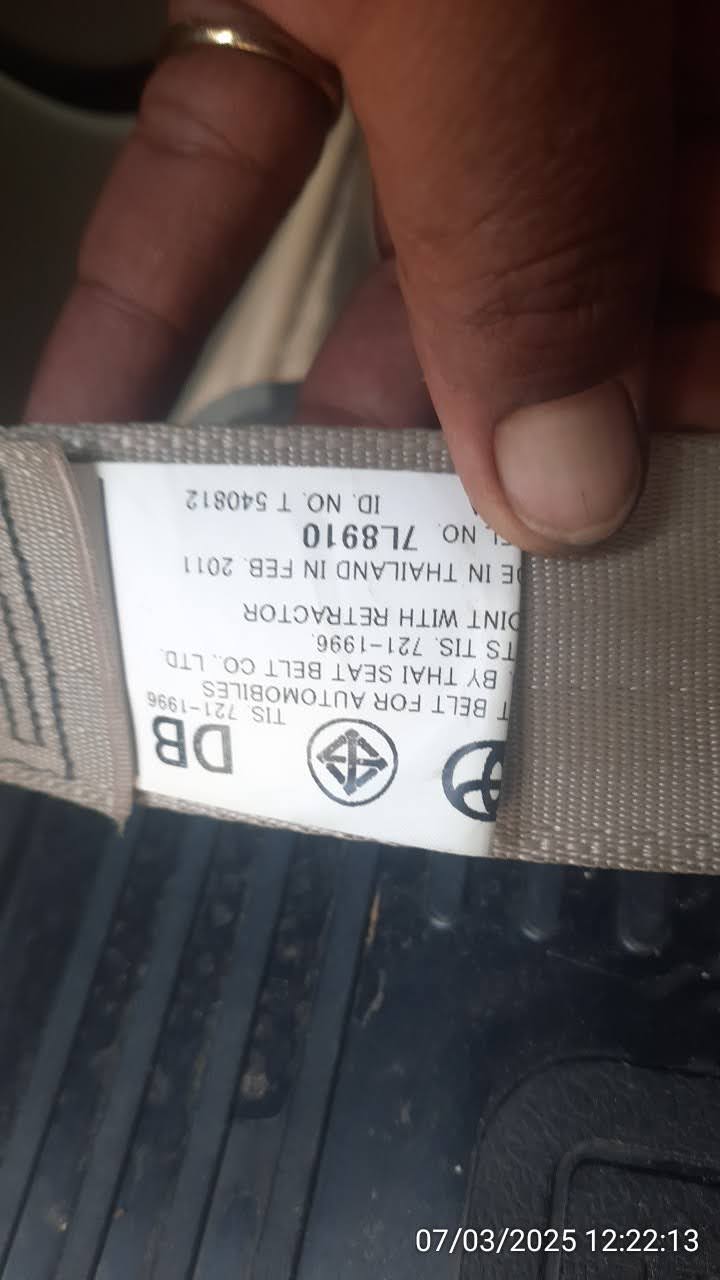 DB
TIS. 721-1996
T BELT FOR AUTOMOBILES
BY THAI SEAT BELT CO., LTD.
TS TIS. 721-1996.
OINT WITH RETRACTOR
DE IN THAILAND IN FEB. 2011
EL NO. 7L8910
ID. NO. T 540812
07/03/2025 12:22:13